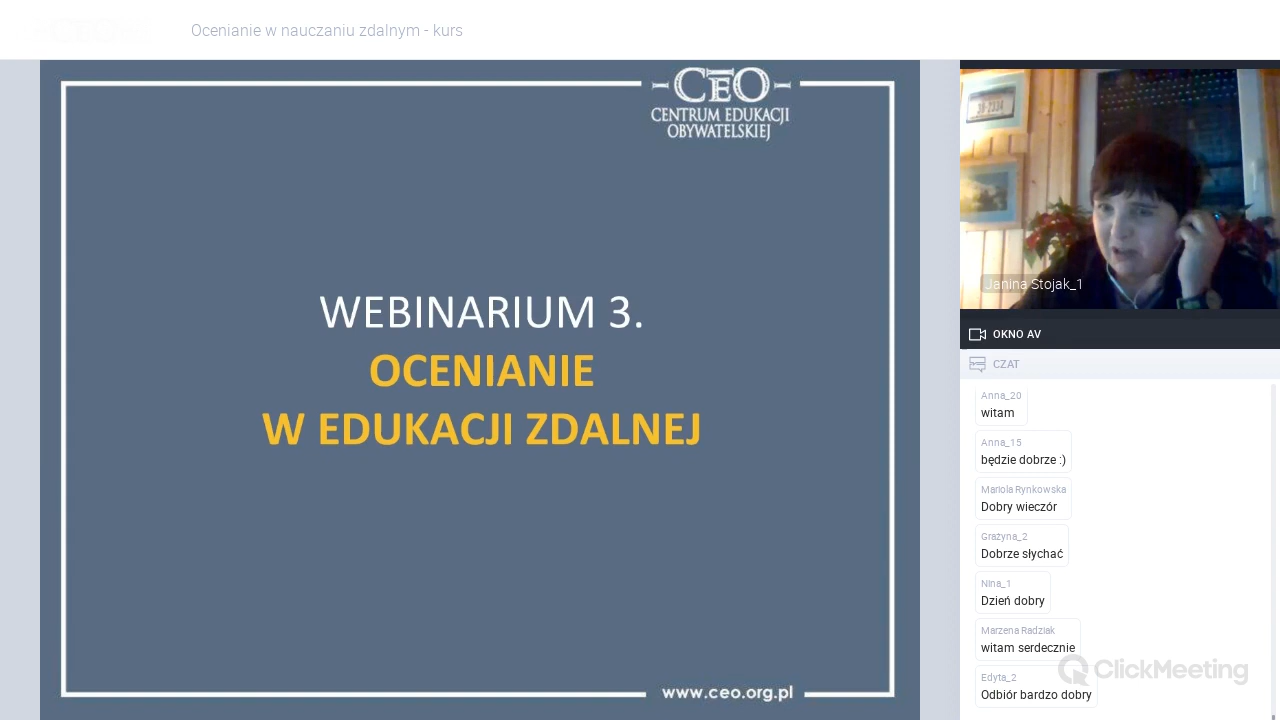 Ocenianie w nauczaniu zdalnym - kurs
CEO
CENTRUM EDUKACJI
OBYWATELSKIEJ
WEBINARIUM 3.
OCENIANIE
W EDUKACJI ZDALNEJ
www.ceo.org.pl
Janina Stojak_1
OKNO AV
CZAT
Anna_20
witam
Anna_15
będzie dobrze :)
Mariola Rynkowska
Dobry wieczór
Grażyna_2
Dobrze słychać
Nina_1
Dzień dobry
Marzena Radziak
witam serdecznie
Edyta_2
Odbiór bardzo dobry
ClickMeeting